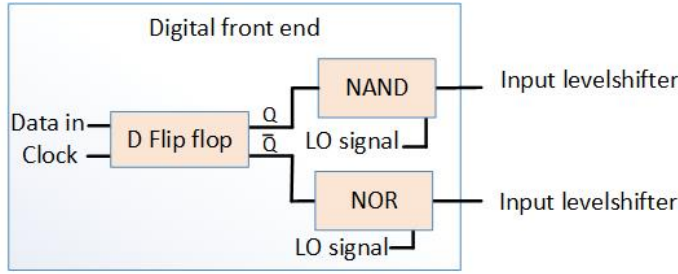 Digital front end
NAND
Input levelshifter
Data in
Clock
D Flip flop
Q
Q̅
LO signal
NOR
Input levelshifter
LO signal